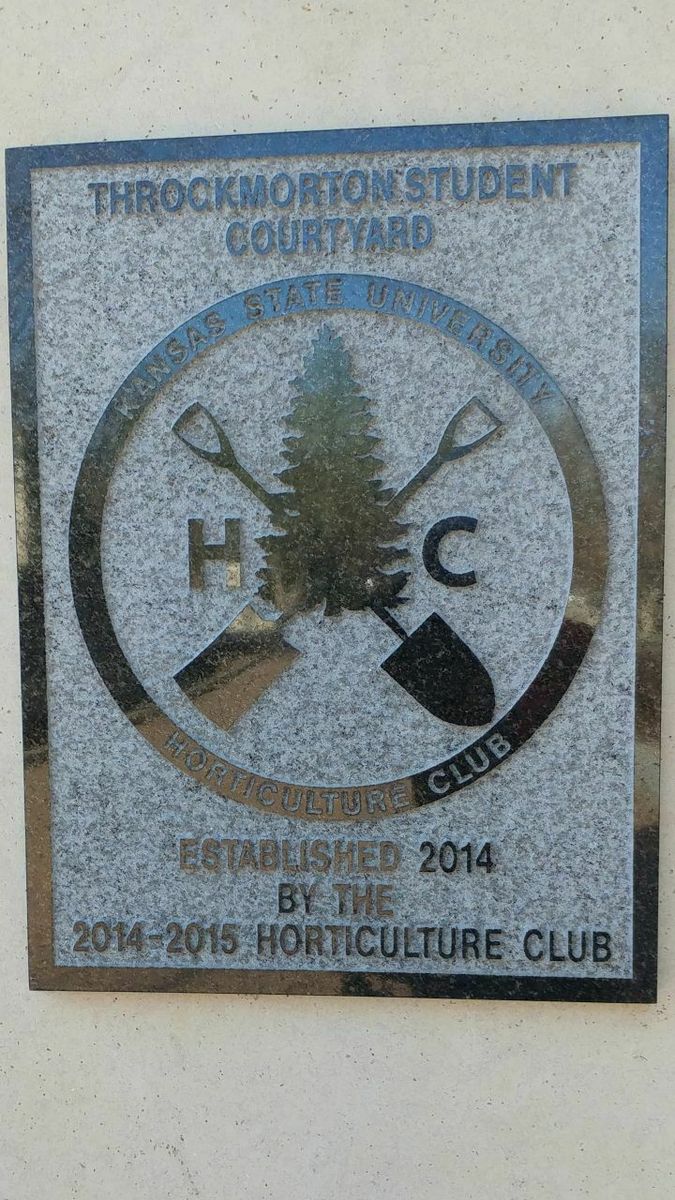 THROCKMORTON STUDENT
COURTYARD
KANSAS STATE UNIVERSITY
H C
HORTICULTURE CLUB
ESTABLISHED 2014
BY THE
2014-2015 HORTICULTURE CLUB